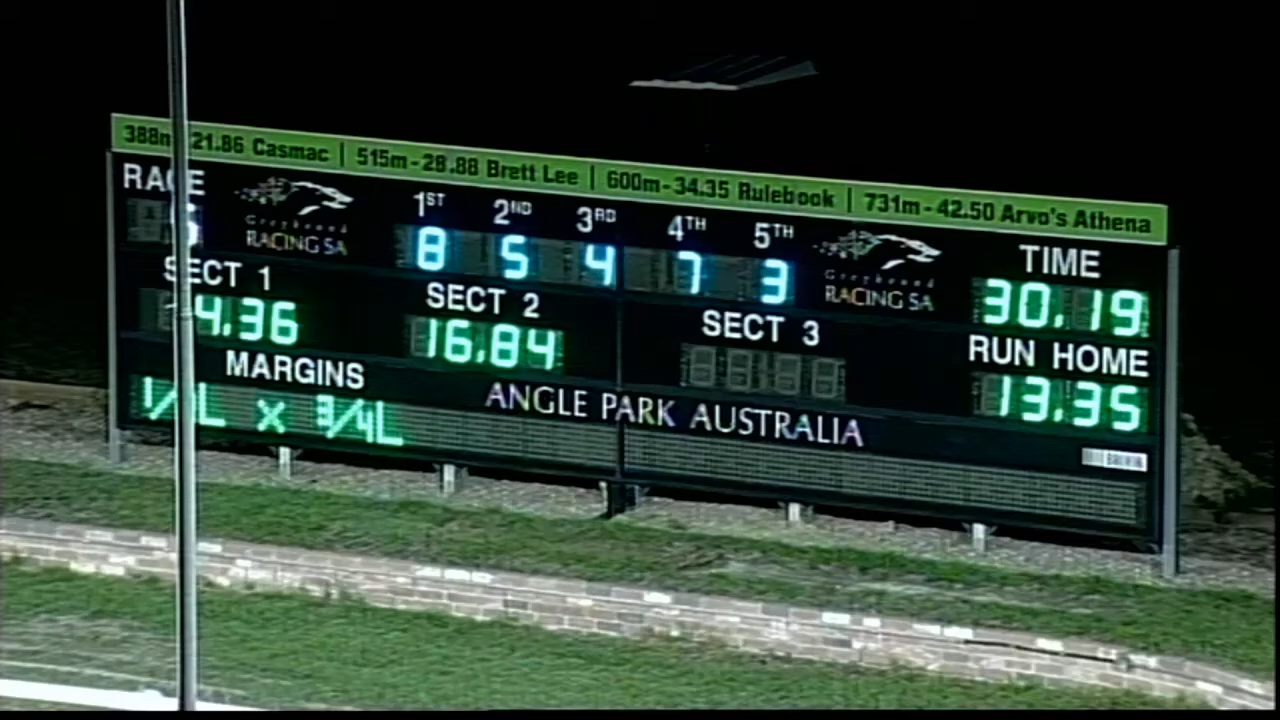 388m 21.86 Casmac | 515m - 28.88 Brett Lee | 600m - 34.35 Rulebook | 731m - 42.50 Arvo's Athena
RACE
Greyhound
RACING SA
1ST 2ND 3RD 4TH 5TH
8 5 4 7 3
Greyhound
RACING SA
TIME
30.19
SECT 1
4.36
SECT 2
16.84
SECT 3
RUN HOME
13.35
MARGINS
L X 3/4L
ANGLE PARK AUSTRALIA